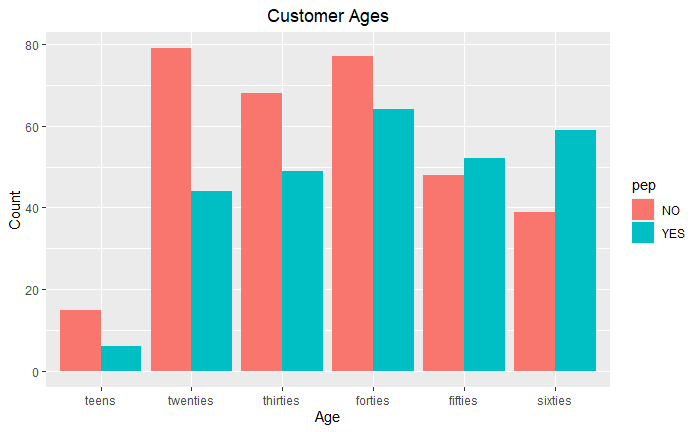 Customer Ages
80
60
40
20
0
Count
teens twenties thirties forties fifties sixties
Age
pep
NO
YES